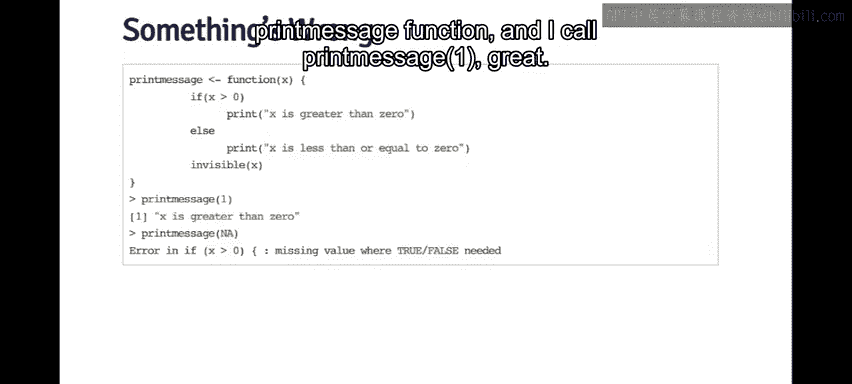 Something's Wrong!
printmessage function, and I call
printmessage(1), great.
printmessage <- function(x) {
if(x > 0)
print("x is greater than zero")
else
print("x is less than or equal to zero")
invisible(x)
}
> printmessage(1)
[1] "x is greater than zero"
> printmessage(NA)
Error in if (x > 0) { : missing value where TRUE/FALSE needed